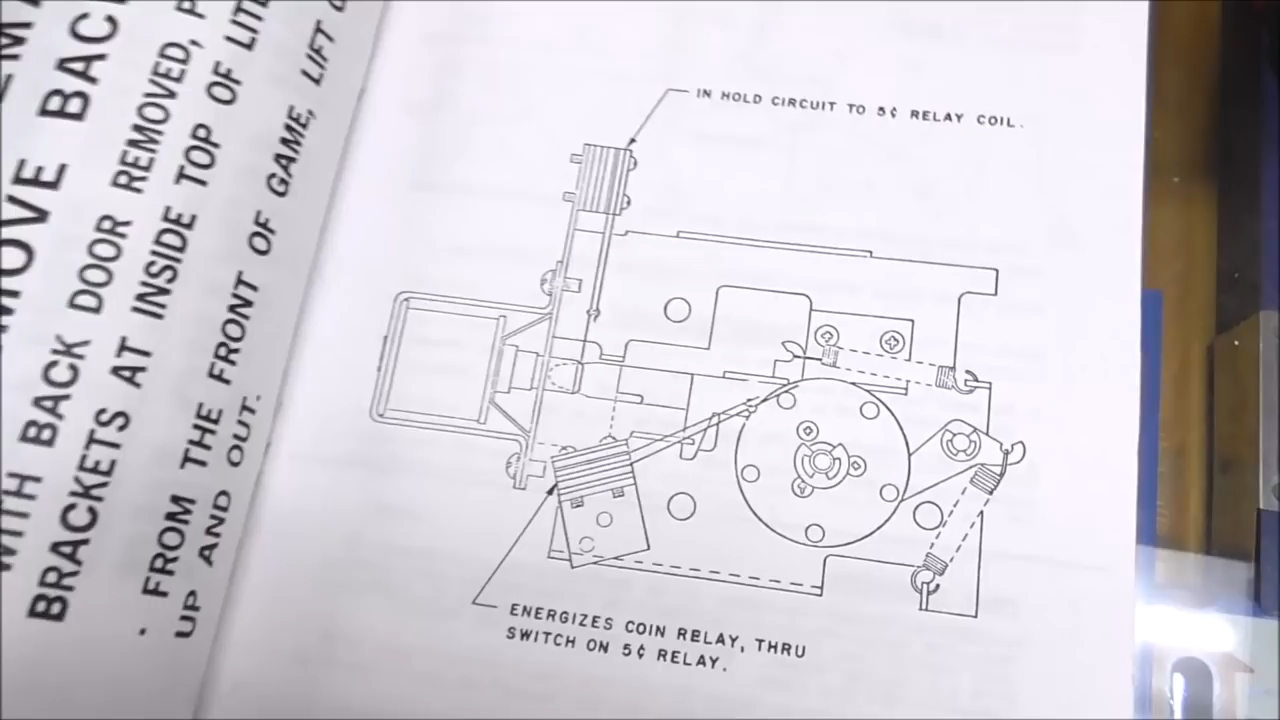 MOVE BACK
WITH BACK DOOR REMOVED,
BRACKETS AT INSIDE TOP OF
FROM THE FRONT OF GAME, LIFT
UP AND OUT.
IN HOLD CIRCUIT TO 5¢ RELAY COIL.
ENERGIZES COIN RELAY, THRU
SWITCH ON 5¢ RELAY.